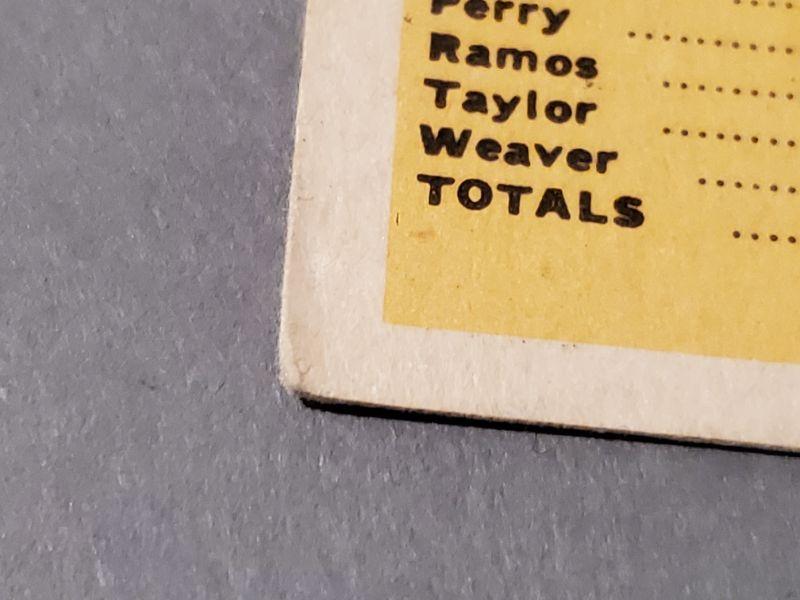 Perry ..........
Ramos ........
Taylor ........
Weaver ......
TOTALS ....